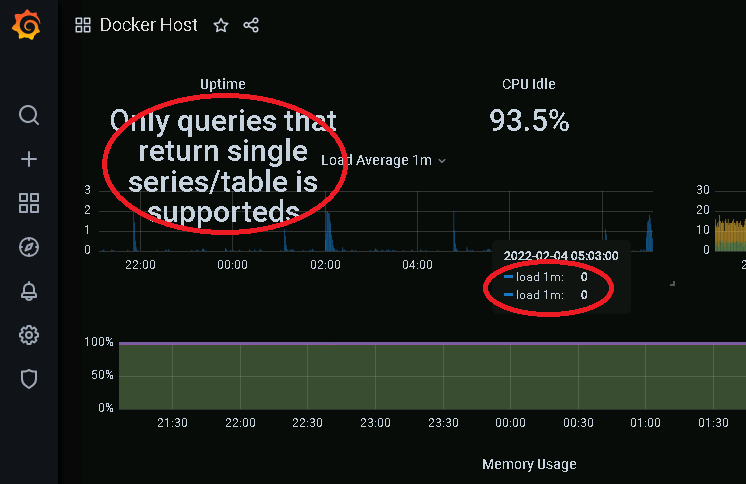 Docker Host
Uptime
CPU Idle
Only queries that
return single
series/table is
supporteds
93.5%
Load Average 1m
3
2
1
0
22:00
00:00
02:00
04:00
2022-02-04 05:03:00
load 1m: 0
load 1m: 0
30
20
10
0
2
100%
50%
0%
21:30
22:00
22:30
23:00
23:30
00:00
00:30
01:00
01:30
Memory Usage